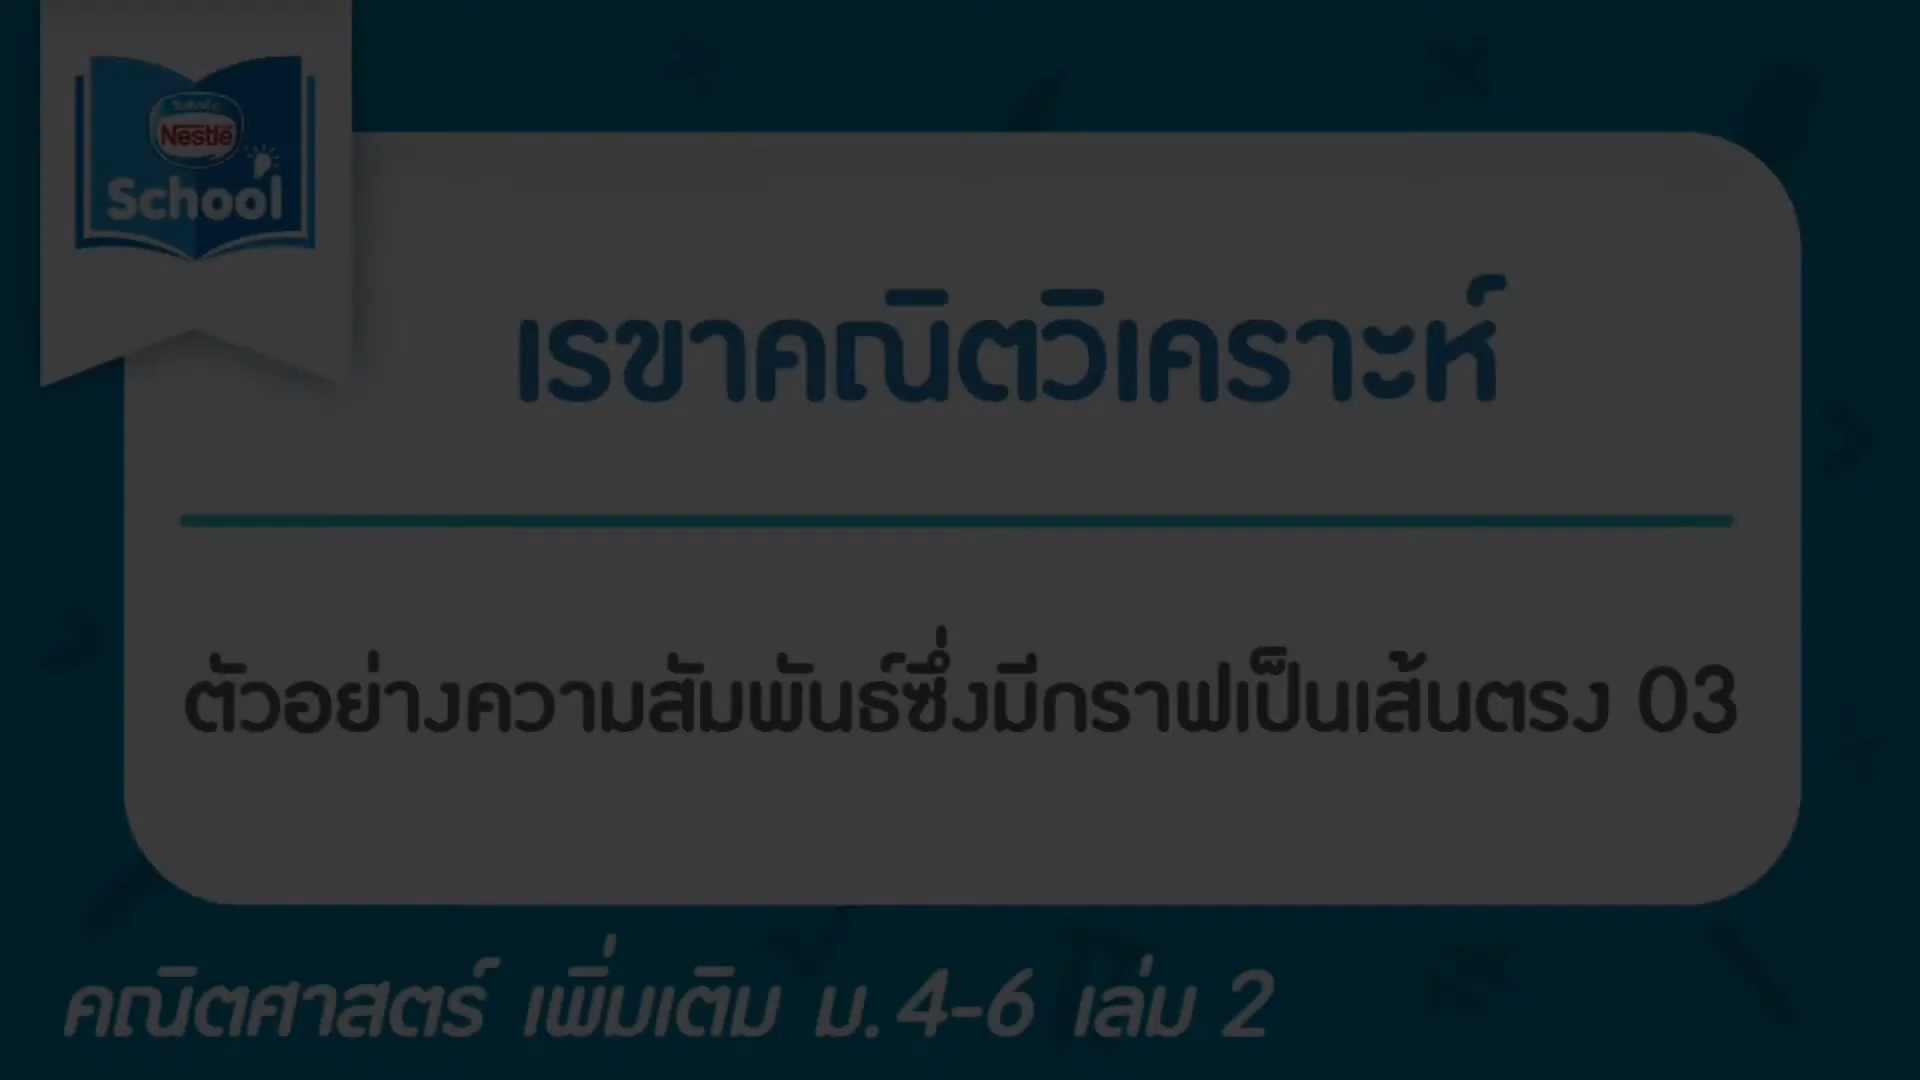 Nestlé
School
เรขาคณิตวิเคราะห์
ตัวอย่างความสัมพันธ์ซึ่งมีกราฟเป็นเส้นตรง 03
คณิตศาสตร์ เพิ่มเติม ม.4-6 เล่ม 2